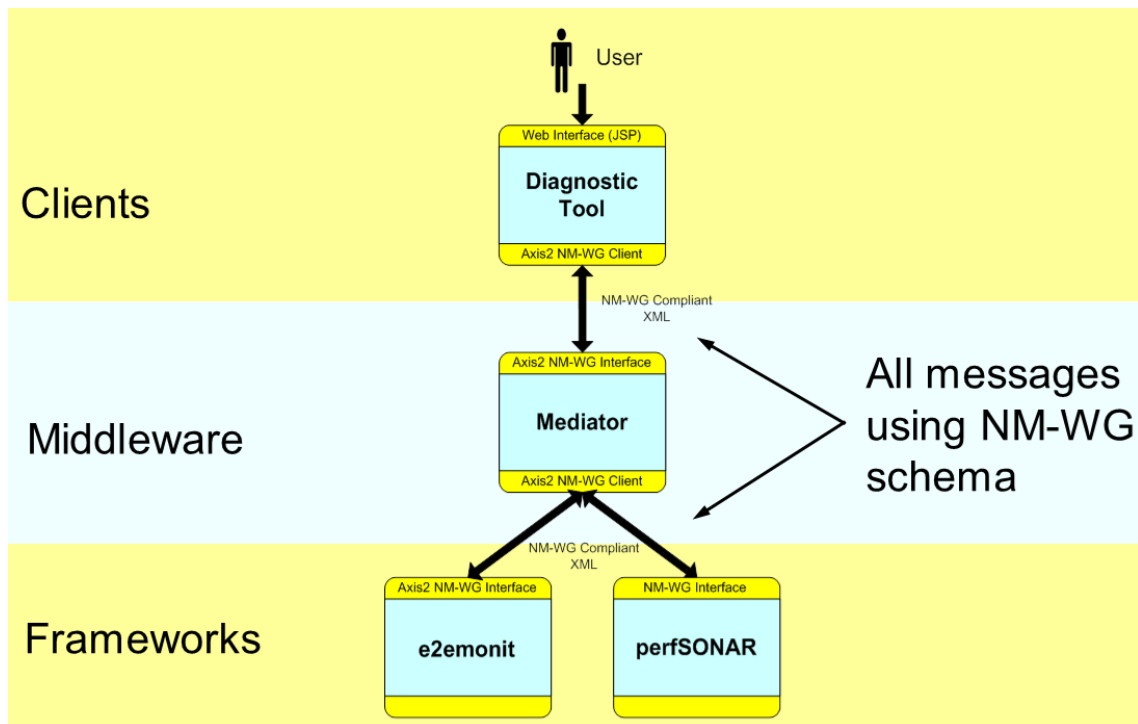 User
Web Interface (JSP)
Diagnostic
Tool
Axis2 NM-WG Client
Clients
NM-WG Compliant
XML
Axis2 NM-WG Interface
Mediator
Axis2 NM-WG Client
Middleware
All messages
using NM-WG
schema
NM-WG Compliant
XML
Axis2 NM-WG Interface
e2emonit
NM-WG Interface
perfSONAR
Frameworks